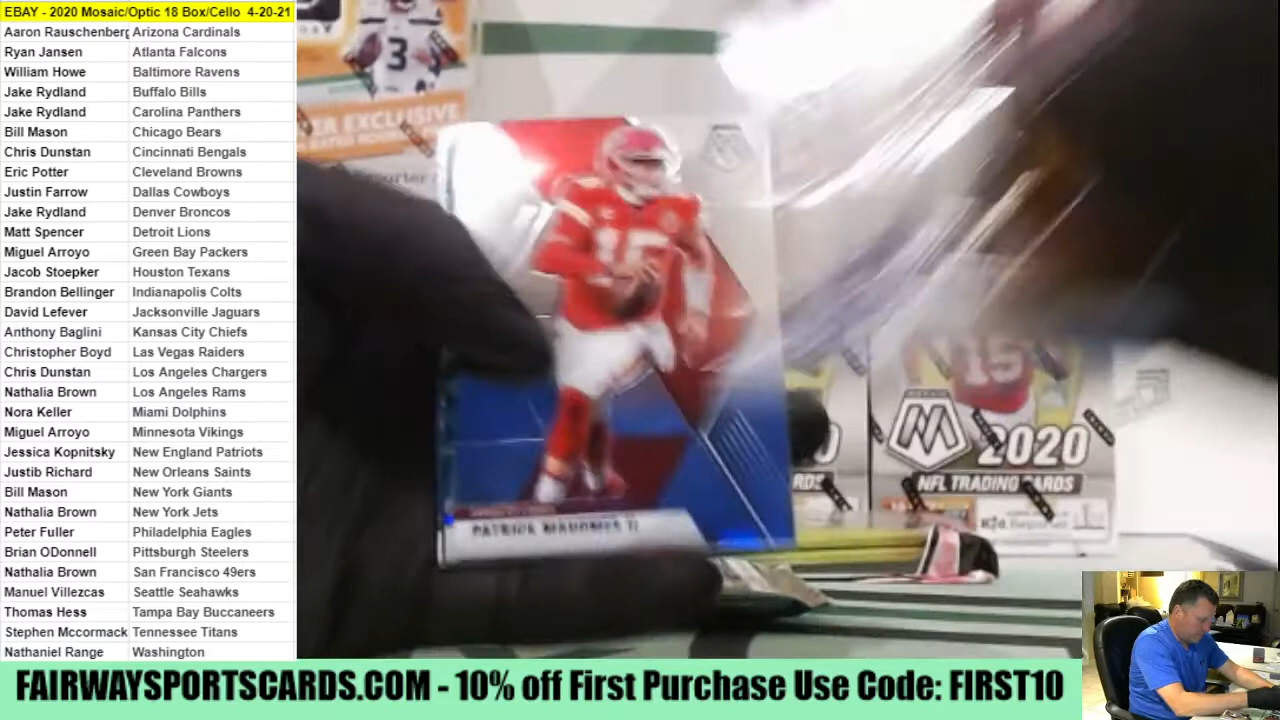 EBAY - 2020 Mosaic/Optic 18 Box/Cello 4-20-21
Aaron Rauschenberg Arizona Cardinals
Ryan Jansen Atlanta Falcons
William Howe Baltimore Ravens
Jake Rydland Buffalo Bills
Jake Rydland Carolina Panthers
Bill Mason Chicago Bears
Chris Dunstan Cincinnati Bengals
Eric Potter Cleveland Browns
Justin Farrow Dallas Cowboys
Jake Rydland Denver Broncos
Matt Spencer Detroit Lions
Miguel Arroyo Green Bay Packers
Jacob Stoepker Houston Texans
Brandon Bellinger Indianapolis Colts
David Lefever Jacksonville Jaguars
Anthony Baglini Kansas City Chiefs
Christopher Boyd Las Vegas Raiders
Chris Dunstan Los Angeles Chargers
Nathalia Brown Los Angeles Rams
Nora Keller Miami Dolphins
Miguel Arroyo Minnesota Vikings
Jessica Kopnitsky New England Patriots
Justib Richard New Orleans Saints
Bill Mason New York Giants
Nathalia Brown New York Jets
Peter Fuller Philadelphia Eagles
Brian ODonnell Pittsburgh Steelers
Nathalia Brown San Francisco 49ers
Manuel Villezcas Seattle Seahawks
Thomas Hess Tampa Bay Buccaneers
Stephen Mccormack Tennessee Titans
Nathaniel Range Washington
3
EXCLUSIVE
15
PATRICK MAHOMES II
15
M
2020
NFL TRADING CARDS
0
RDS
FAIRWAYSPORTSCARDS.COM - 10% off First Purchase Use Code: FIRST10